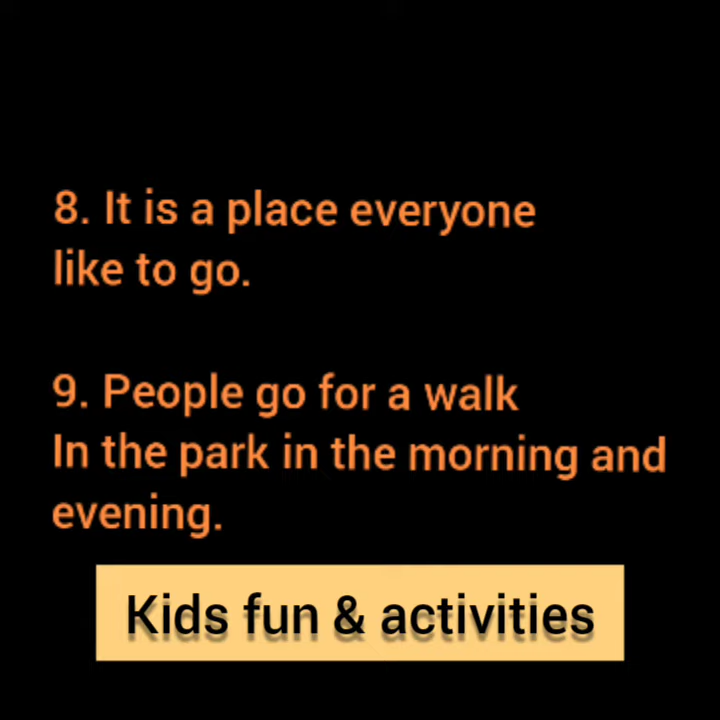 8. It is a place everyone
like to go.
9. People go for a walk
In the park in the morning and
evening.
Kids fun & activities